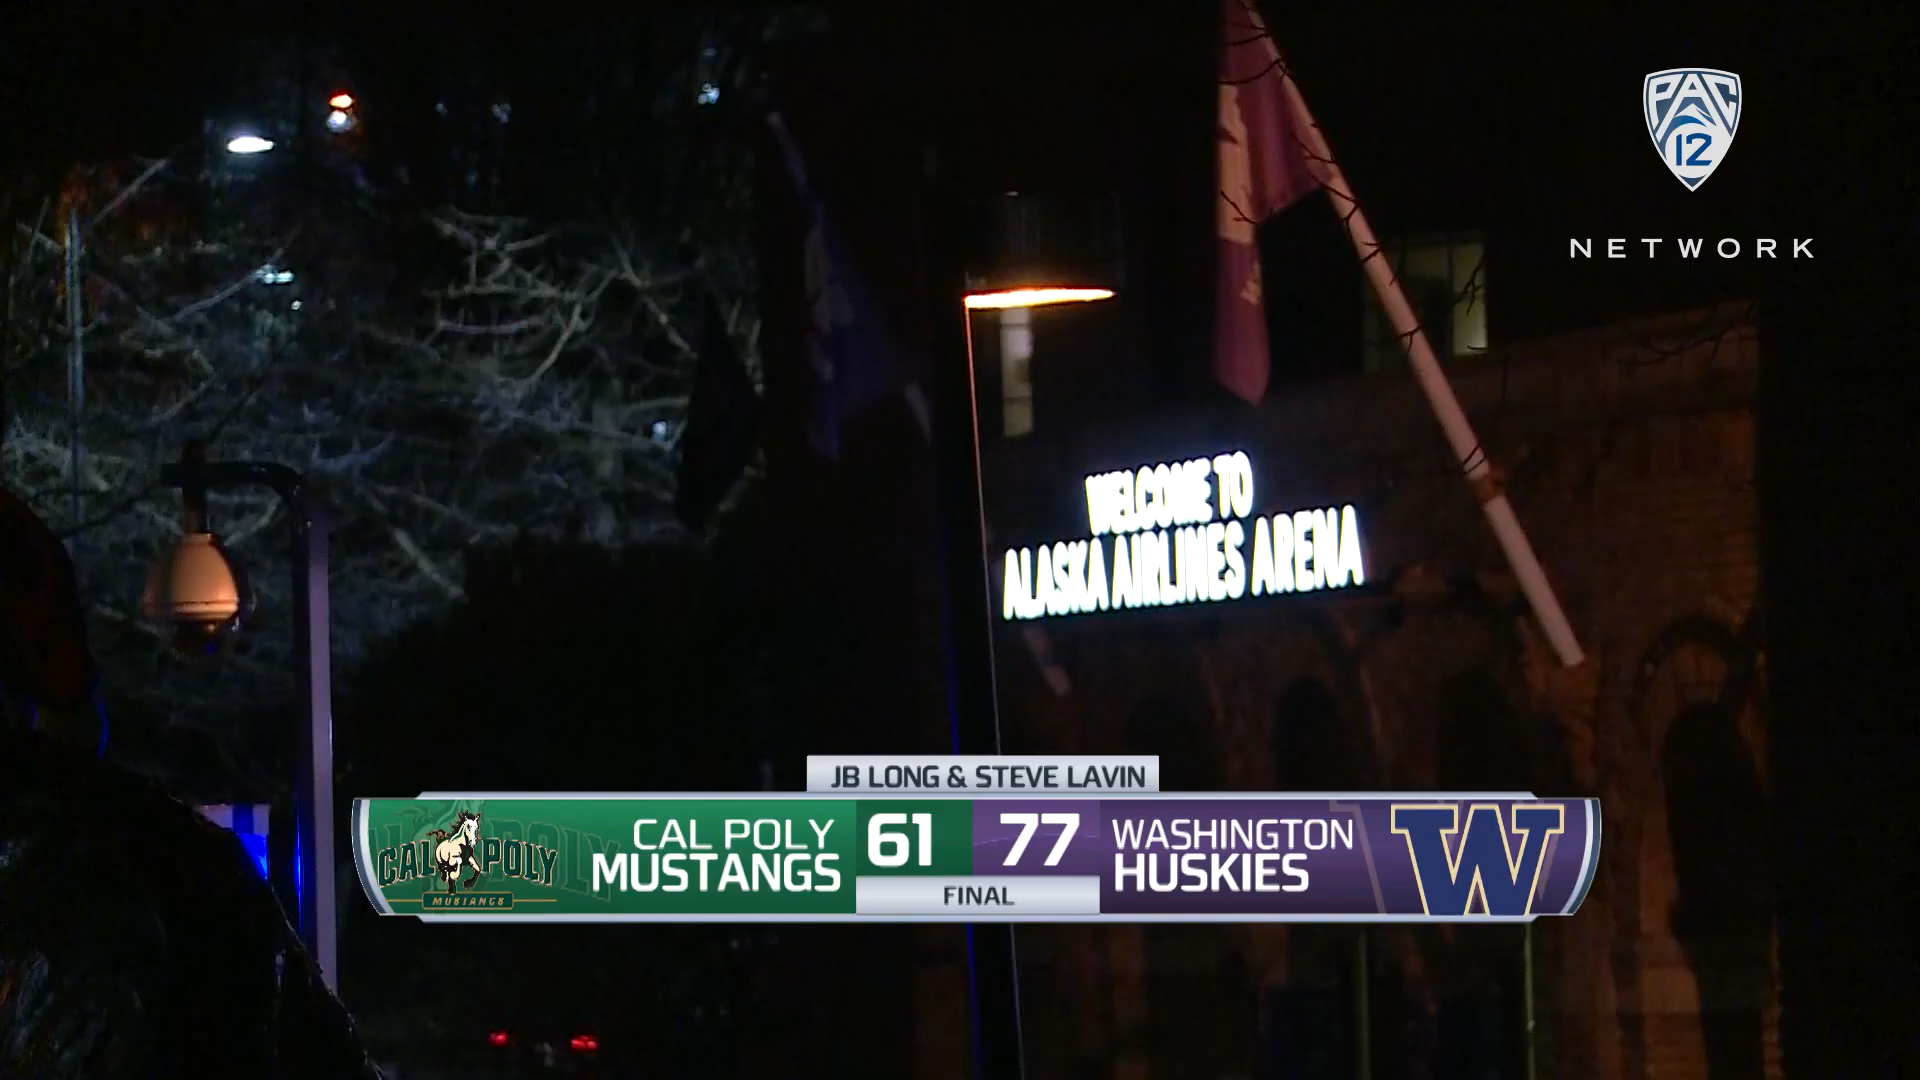 PAC
12
NETWORK
WELCOME TO
ALASKA AIRLINES ARENA
JB LONG & STEVE LAVIN
CAL POLY
MUSTANGS
CAL POLY
MUSTANGS
61
77
FINAL
WASHINGTON
HUSKIES
W